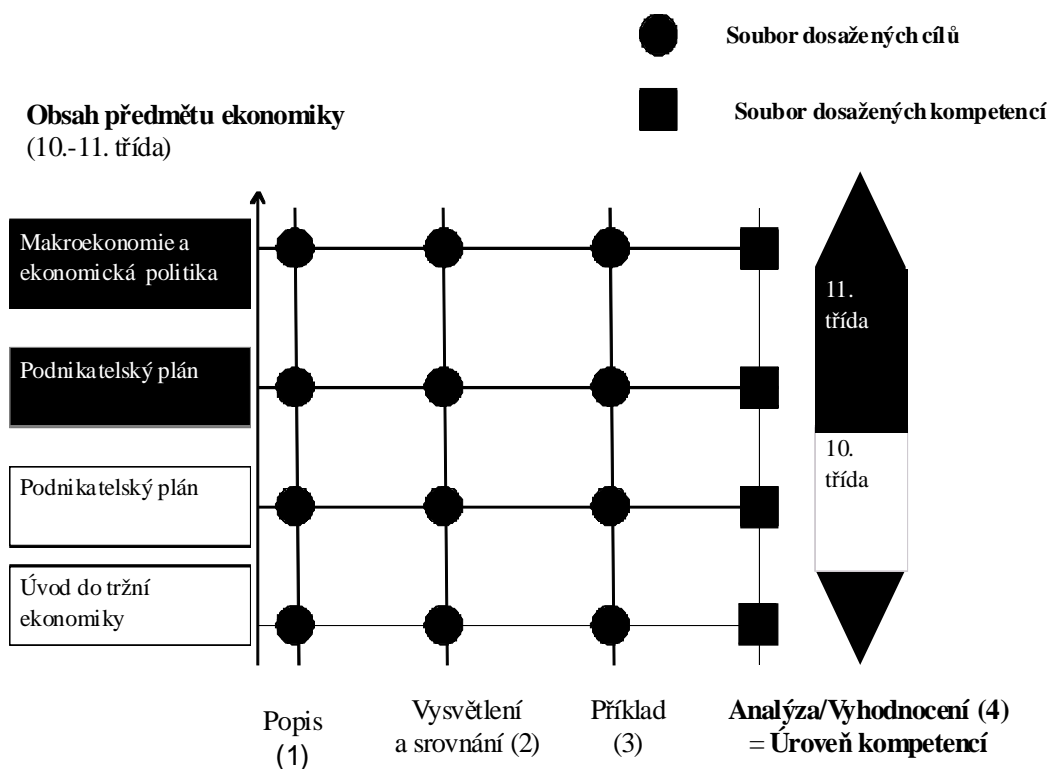 Soubor dosažených cílů
Soubor dosažených kompetencí
Obsah předmětu ekonomiky
(10.-11. třída)
Makroekonomie a
ekonomická politika
Podnikatelský plán
Podnikatelský plán
Úvod do tržní
ekonomiky
11.
třída
10.
třída
Popis
(1)
Vysvětlení
a srovnání (2)
Příklad
(3)
Analýza/Vyhodnocení (4)
= Úroveň kompetencí